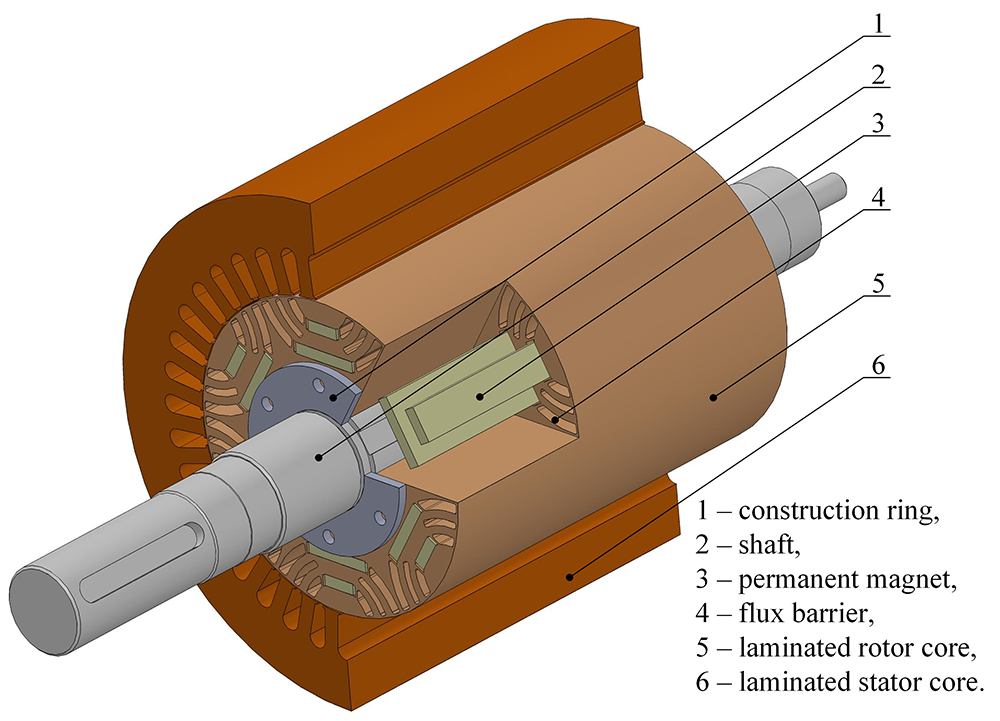 1
2
3
4
5
6
1 – construction ring,
2 – shaft,
3 – permanent magnet,
4 – flux barrier,
5 – laminated rotor core,
6 – laminated stator core.